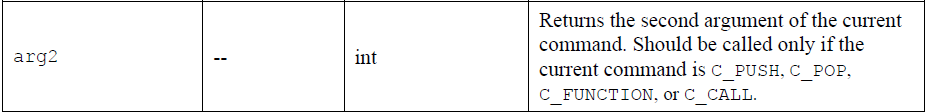 arg2 -- int Returns the second argument of the current
command. Should be called only if the
current command is C_PUSH, C_POP,
C_FUNCTION, or C_CALL.